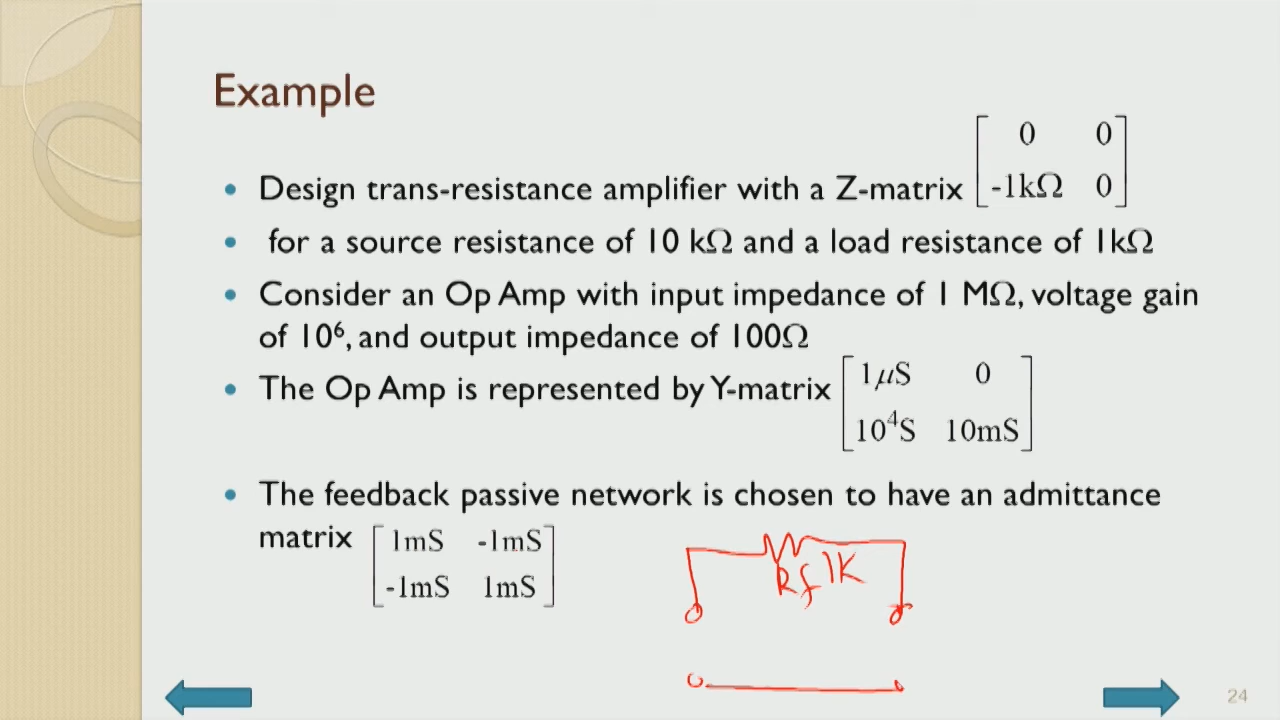 Example
• Design trans-resistance amplifier with a Z-matrix [0 0
-1kΩ 0]
• for a source resistance of 10 kΩ and a load resistance of 1kΩ
• Consider an Op Amp with input impedance of 1 MΩ, voltage gain
of 10⁶, and output impedance of 100Ω
• The Op Amp is represented by Y-matrix [1μS 0
10⁴S 10mS]
• The feedback passive network is chosen to have an admittance
matrix [1mS -1mS
-1mS 1mS]
Rf 1K
24